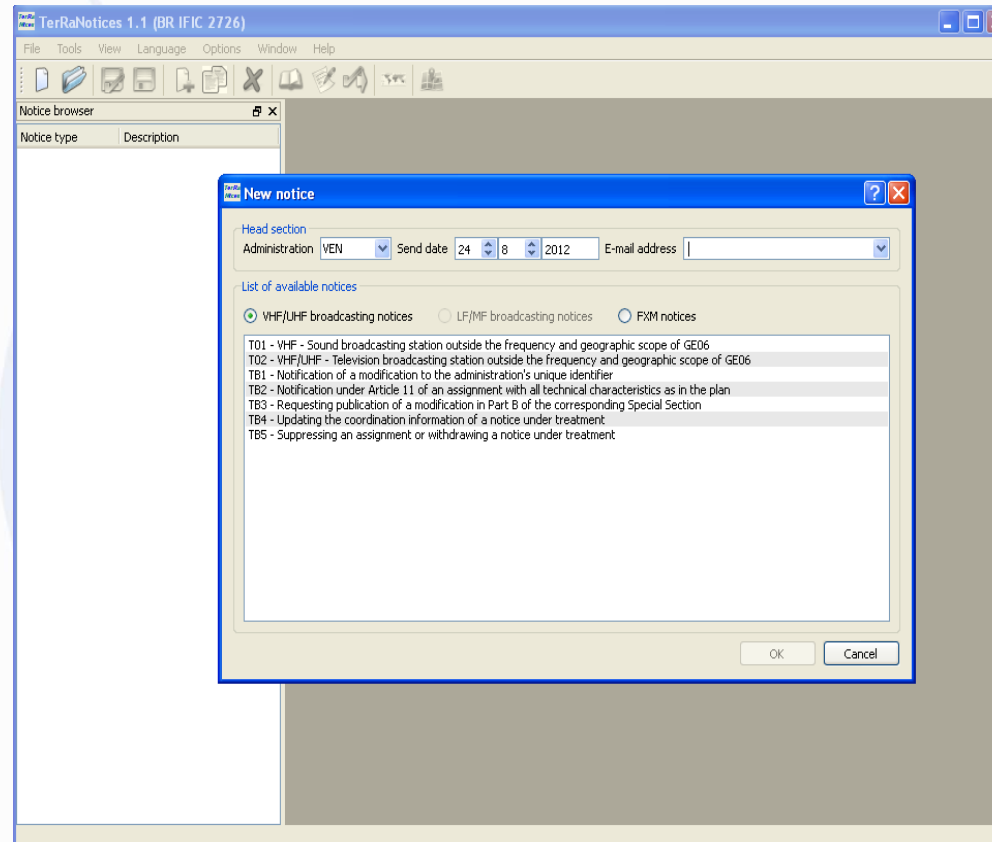 TerRaNotices 1.1 (BR IFIC 2726)
File Tools View Language Options Window Help
Notice browser
Notice type Description
New notice
Head section
Administration VEN Send date 24 8 2012 E-mail address
List of available notices
VHF/UHF broadcasting notices LF/MF broadcasting notices FXM notices
T01 - VHF - Sound broadcasting station outside the frequency and geographic scope of GE06
T02 - VHF/UHF - Television broadcasting station outside the frequency and geographic scope of GE06
TB1 - Notification of a modification to the administration's unique identifier
TB2 - Notification under Article 11 of an assignment with all technical characteristics as in the plan
TB3 - Requesting publication of a modification in Part B of the corresponding Special Section
TB4 - Updating the coordination information of a notice under treatment
TB5 - Suppressing an assignment or withdrawing a notice under treatment
OK Cancel